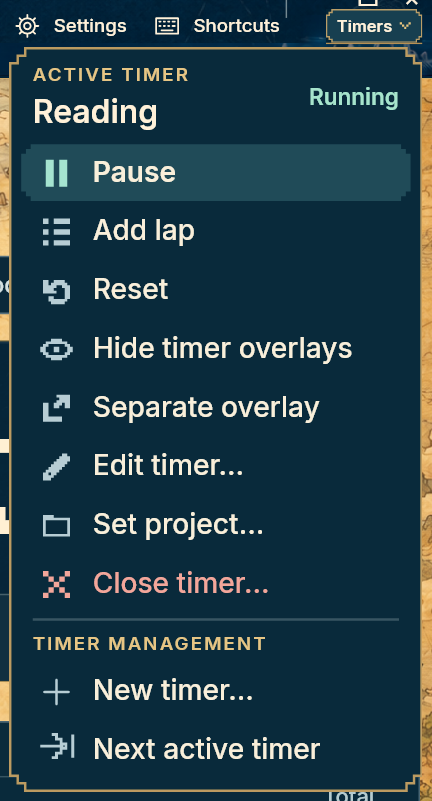 Settings
Shortcuts
Timers
ACTIVE TIMER
Reading
Running
Pause
Add lap
Reset
Hide timer overlays
Separate overlay
Edit timer...
Set project...
Close timer...
TIMER MANAGEMENT
New timer...
Next active timer
Total